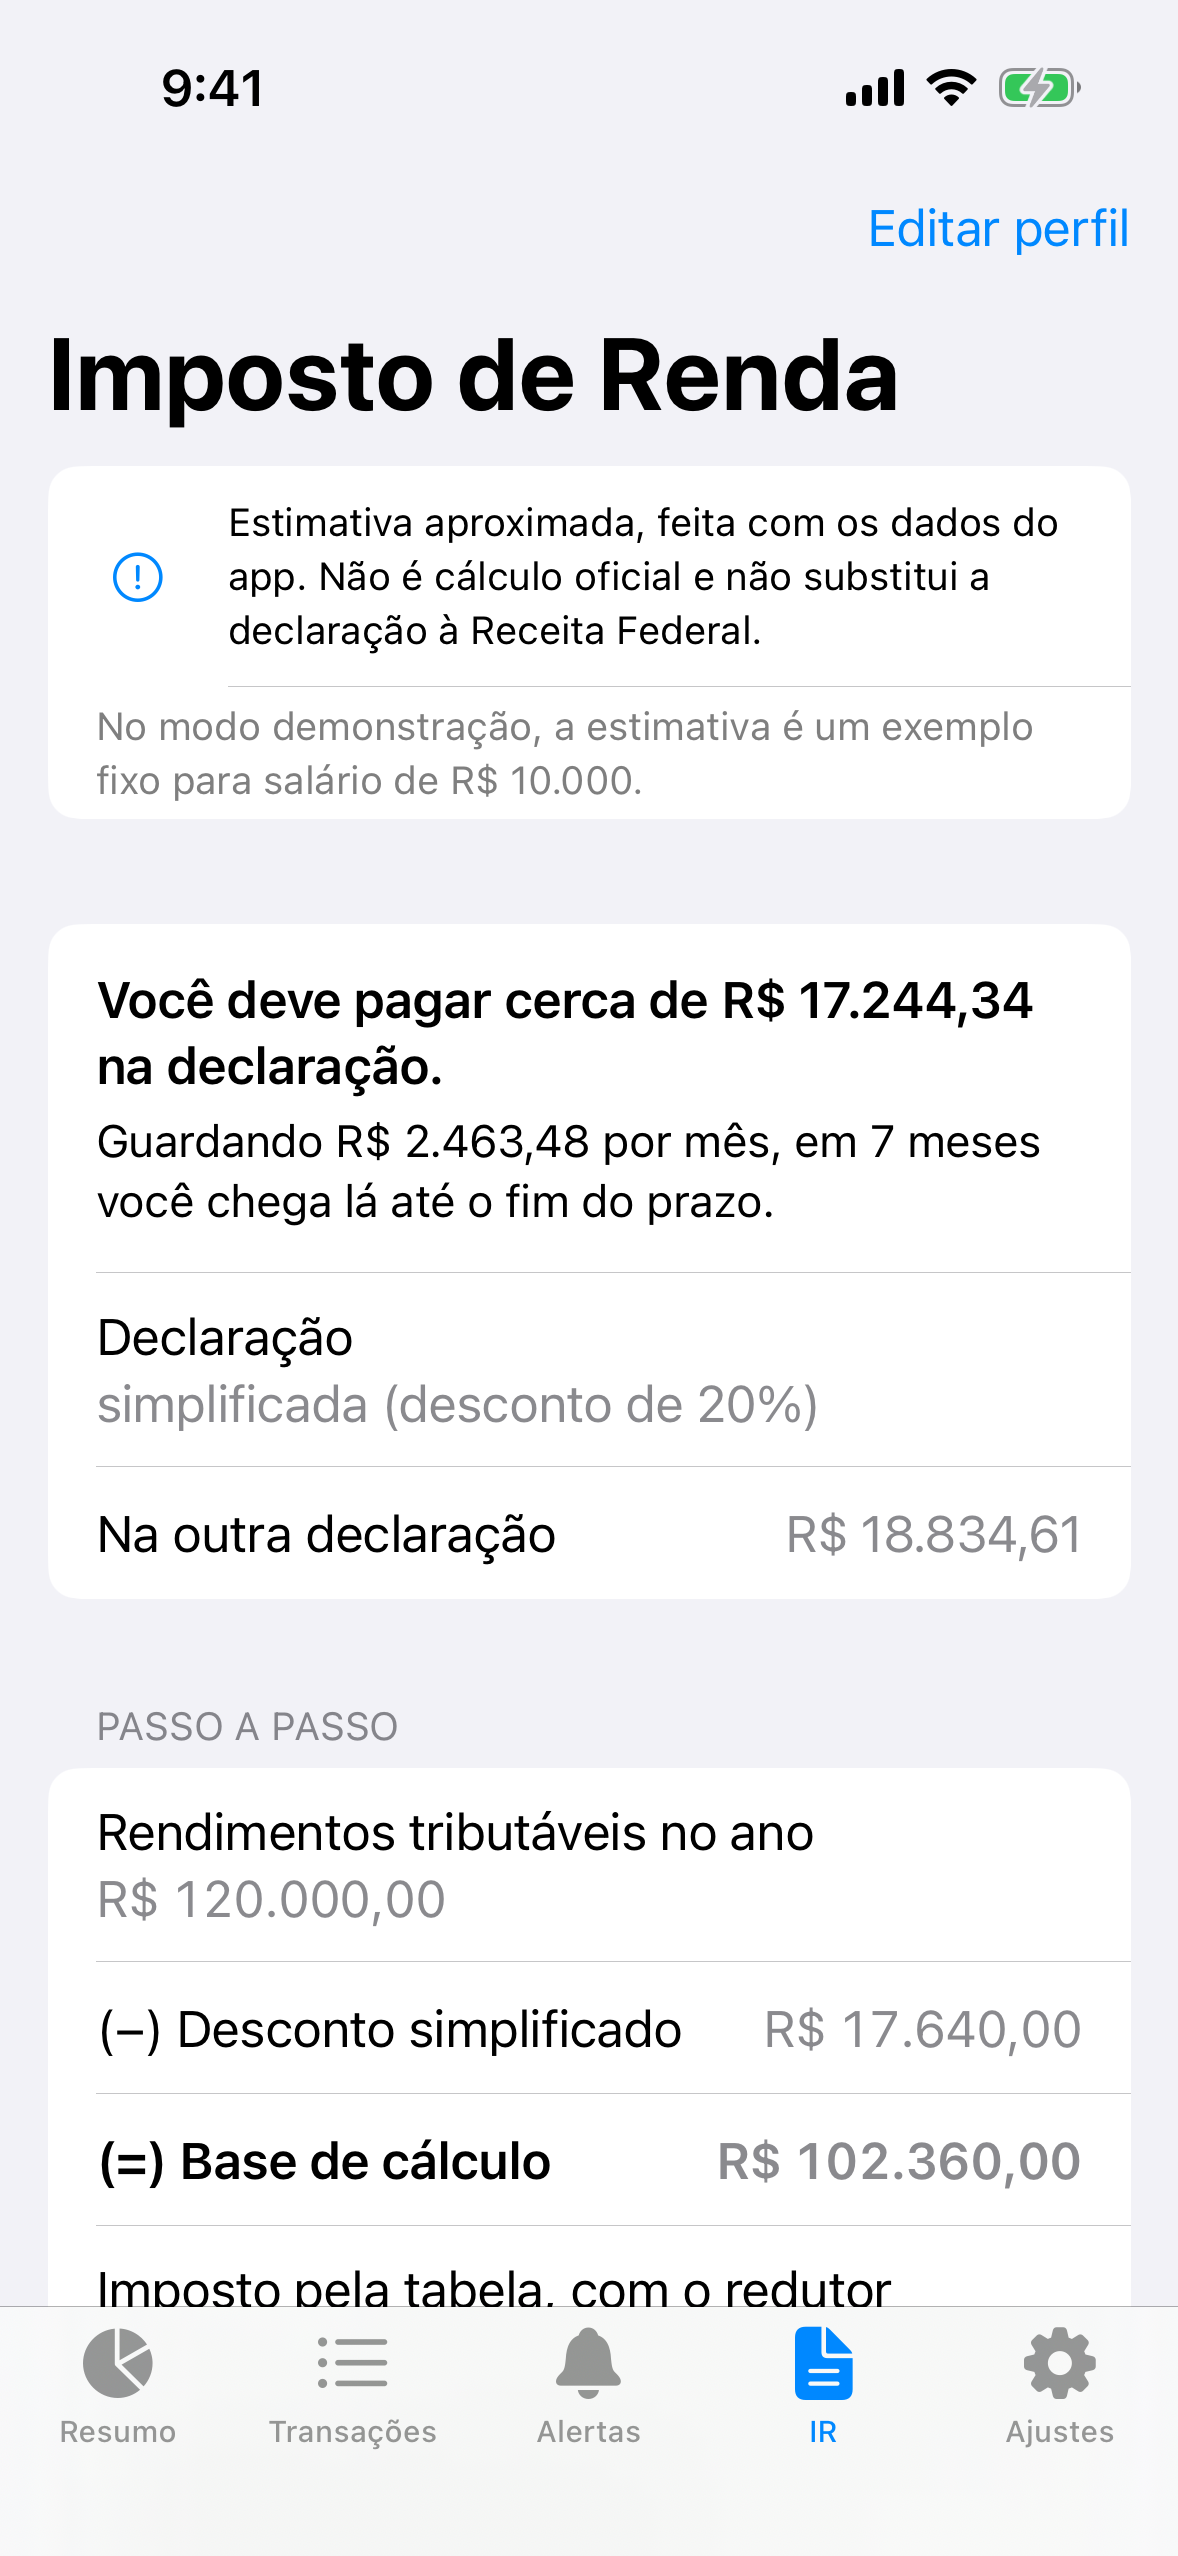 9:41
Editar perfil
Imposto de Renda
Estimativa aproximada, feita com os dados do
app. Não é cálculo oficial e não substitui a
declaração à Receita Federal.
No modo demonstração, a estimativa é um exemplo
fixo para salário de R$ 10.000.
Você deve pagar cerca de R$ 17.244,34
na declaração.
Guardando R$ 2.463,48 por mês, em 7 meses
você chega lá até o fim do prazo.
Declaração
simplificada (desconto de 20%)
Na outra declaração R$ 18.834,61
PASSO A PASSO
Rendimentos tributáveis no ano
R$ 120.000,00
(−) Desconto simplificado R$ 17.640,00
(=) Base de cálculo R$ 102.360,00
Imposto pela tabela, com o redutor
Resumo Transações Alertas IR Ajustes